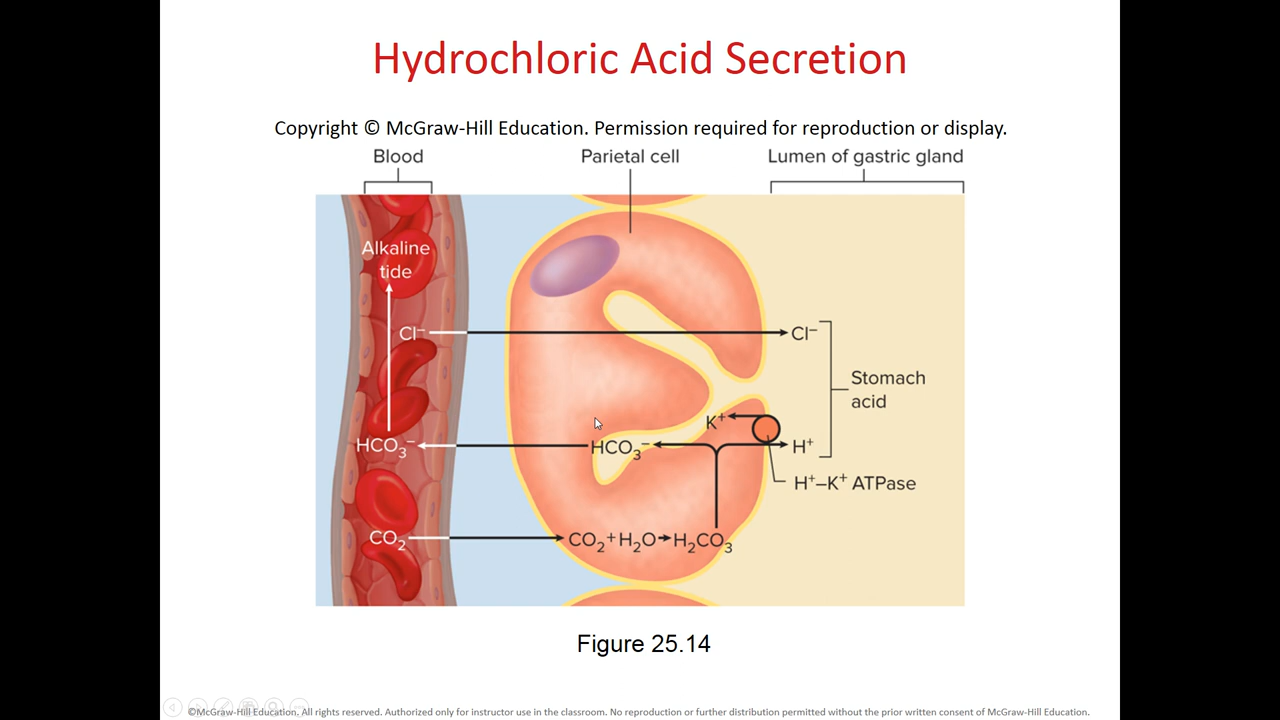 Hydrochloric Acid Secretion
Copyright © McGraw-Hill Education. Permission required for reproduction or display.
Blood
Parietal cell
Lumen of gastric gland
Alkaline
tide
Cl⁻
Cl⁻
Stomach
acid
K⁺
HCO₃⁻
HCO₃⁻
H⁺
H⁺–K⁺ ATPase
CO₂
CO₂+H₂O→H₂CO₃
Figure 25.14
©McGraw-Hill Education. All rights reserved. Authorized only for instructor use in the classroom. No reproduction or further distribution permitted without the prior written consent of McGraw-Hill Education.